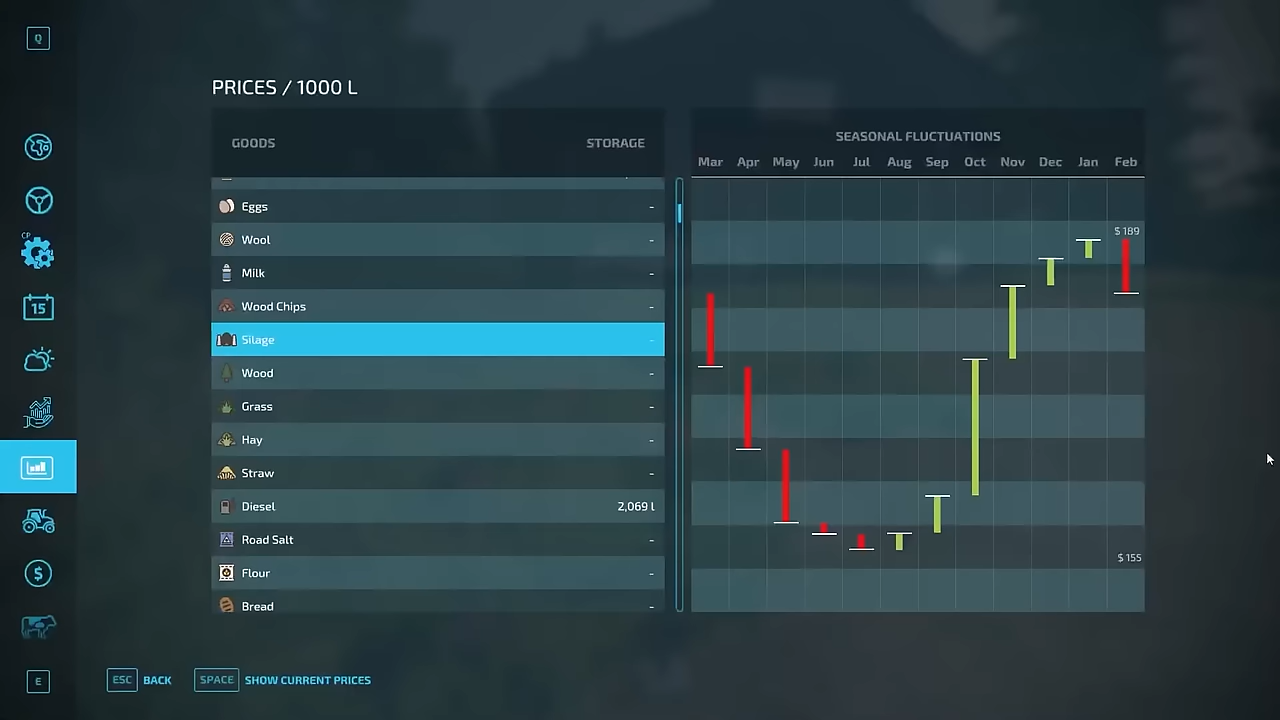 Q
PRICES / 1000 L
GOODS STORAGE
SEASONAL FLUCTUATIONS
Mar Apr May Jun Jul Aug Sep Oct Nov Dec Jan Feb
Eggs -
$ 189
Wool -
CP
Milk -
Wood Chips -
15
Silage -
Wood -
Grass -
Hay -
Straw -
Diesel 2,069 l
Road Salt -
$ 155
Flour -
$
Bread -
E
ESC BACK SPACE SHOW CURRENT PRICES